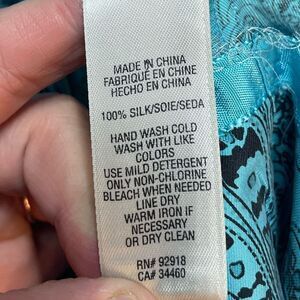 MADE IN CHINA
FABRIQUÉ EN CHINE
HECHO EN CHINA
100% SILK/SOIE/SEDA
HAND WASH COLD
WASH WITH LIKE
COLORS
USE MILD DETERGENT
ONLY NON-CHLORINE
BLEACH WHEN NEEDED
LINE DRY
WARM IRON IF
NECESSARY
OR DRY CLEAN
RN# 92918
CA# 34460